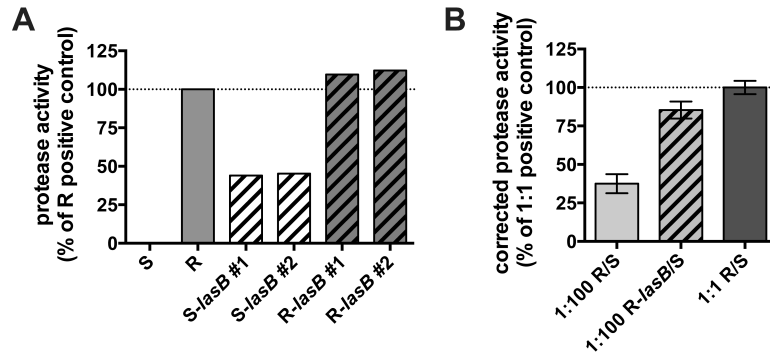 A
protease activity
(% of R positive control)
125
100
75
50
25
0
S
R
S-lasB #1
S-lasB #2
R-lasB #1
R-lasB #2
B
corrected protease activity
(% of 1:1 positive control)
125
100
75
50
25
0
1:100 R/S
1:100 R-lasB/S
1:1 R/S